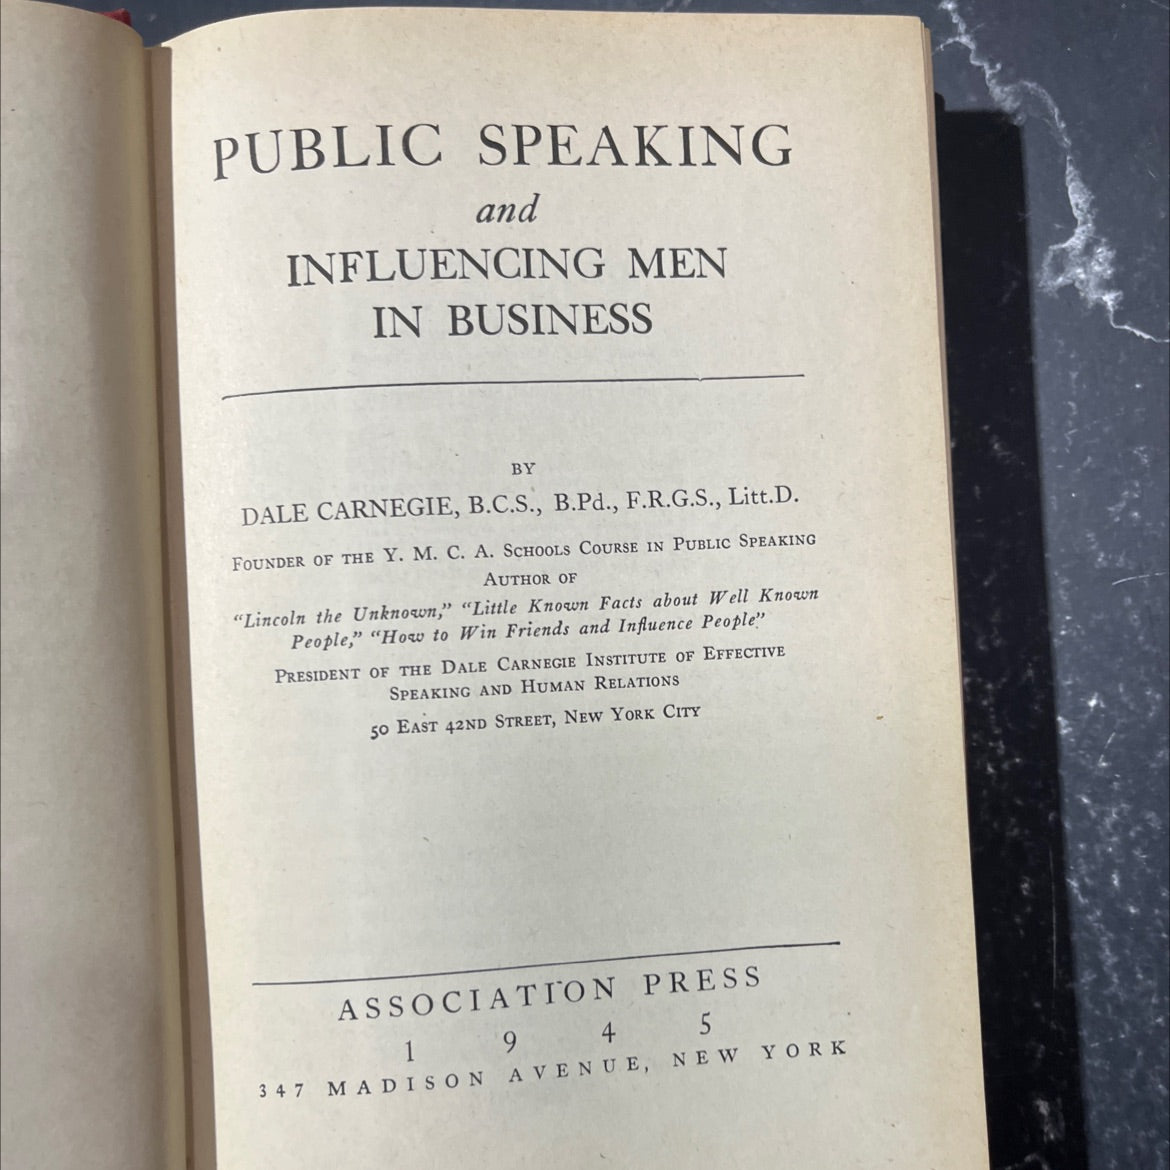 PUBLIC SPEAKING
and
INFLUENCING MEN
IN BUSINESS
BY
DALE CARNEGIE, B.C.S., B.Pd., F.R.G.S., Litt.D.
FOUNDER OF THE Y. M. C. A. SCHOOLS COURSE IN PUBLIC SPEAKING
AUTHOR OF
"Lincoln the Unknown," "Little Known Facts about Well Known
People," "How to Win Friends and Influence People"
PRESIDENT OF THE DALE CARNEGIE INSTITUTE OF EFFECTIVE
SPEAKING AND HUMAN RELATIONS
50 EAST 42ND STREET, NEW YORK CITY
ASSOCIATION PRESS
1 9 4 5
347 MADISON AVENUE, NEW YORK